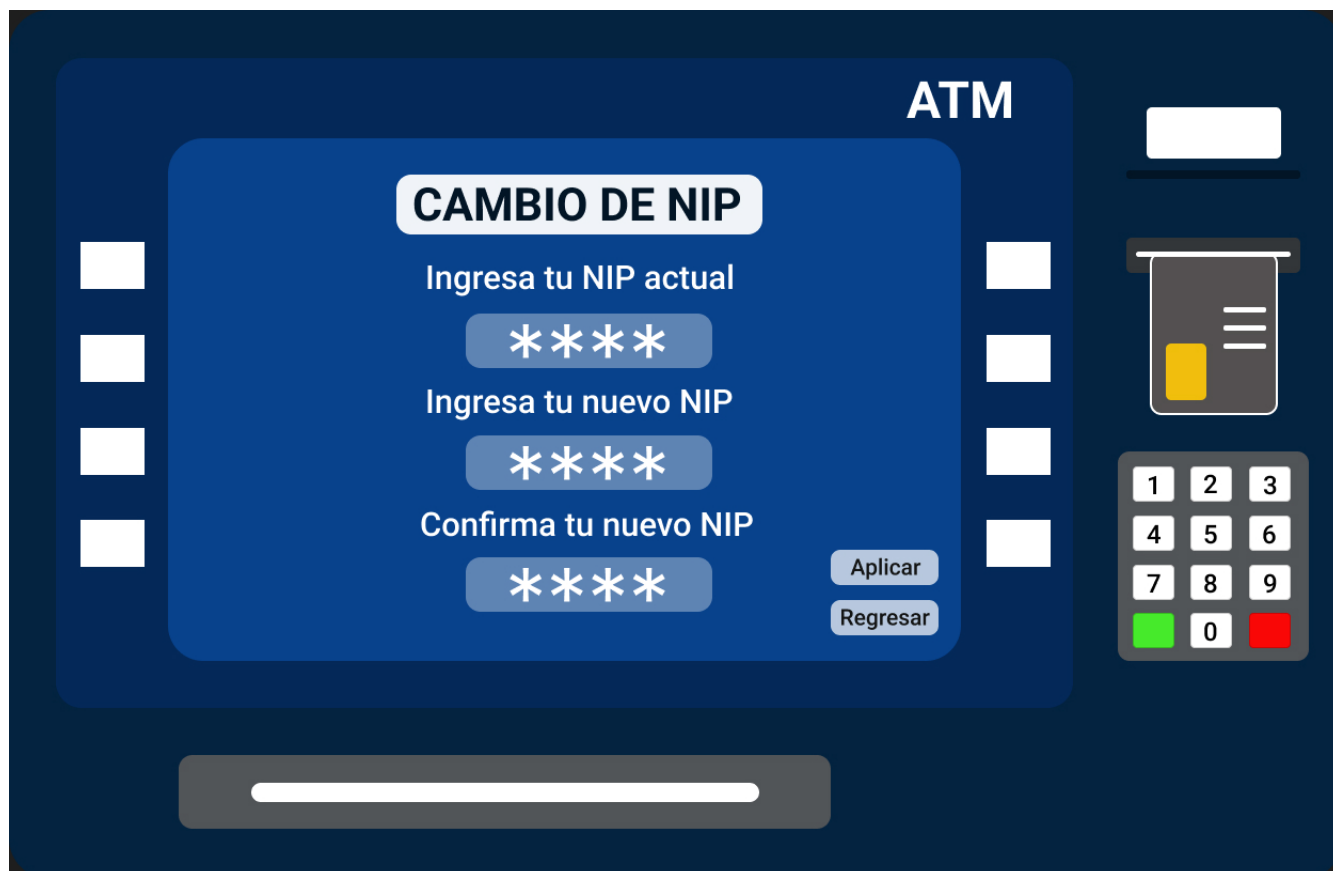 ATM
CAMBIO DE NIP
Ingresa tu NIP actual
****
Ingresa tu nuevo NIP
****
Confirma tu nuevo NIP
****
Aplicar
Regresar
1 2 3
4 5 6
7 8 9
0